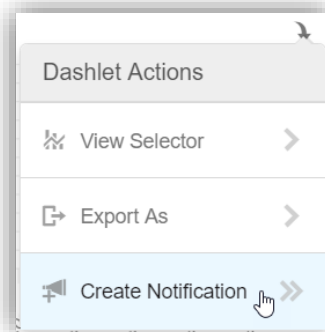 Dashlet Actions
View Selector
Export As
Create Notification